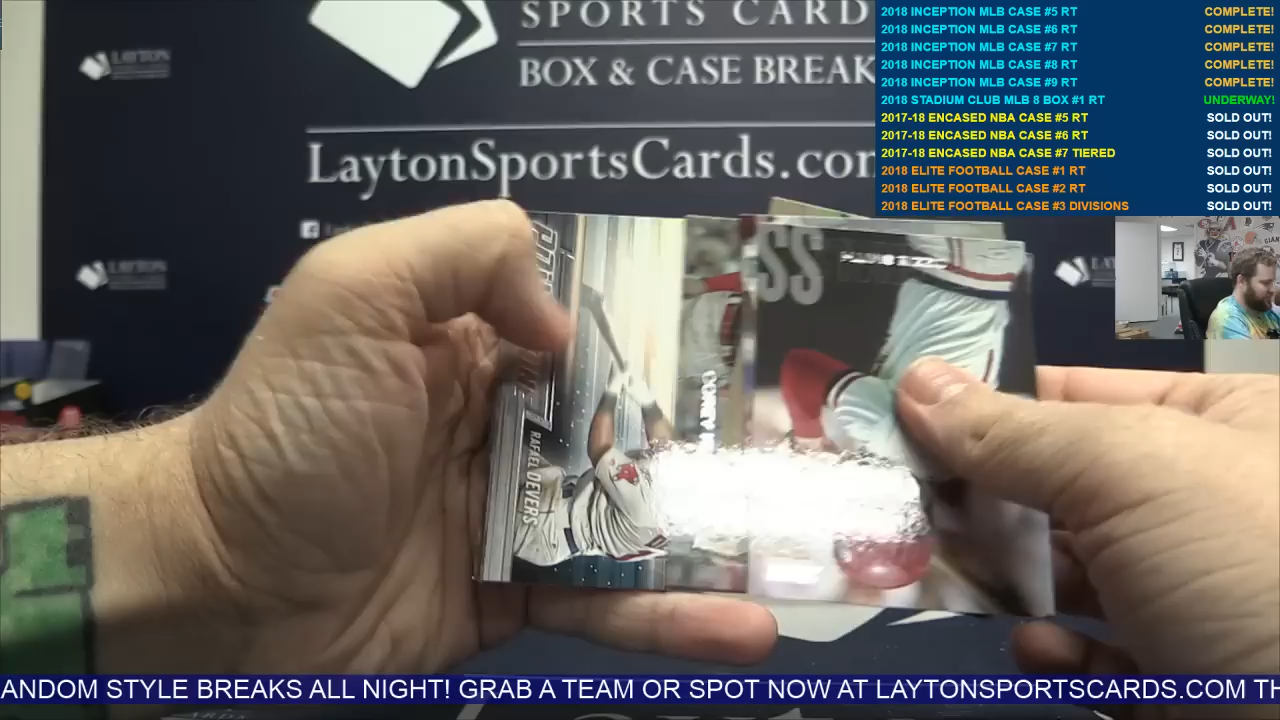 SPORTS CARD
BOX & CASE BREAK
LaytonSportsCards.com
LAYTON
LAYTON
2018 INCEPTION MLB CASE #5 RT COMPLETE!
2018 INCEPTION MLB CASE #6 RT COMPLETE!
2018 INCEPTION MLB CASE #7 RT COMPLETE!
2018 INCEPTION MLB CASE #8 RT COMPLETE!
2018 INCEPTION MLB CASE #9 RT COMPLETE!
2018 STADIUM CLUB MLB 8 BOX #1 RT UNDERWAY!
2017-18 ENCASED NBA CASE #5 RT SOLD OUT!
2017-18 ENCASED NBA CASE #6 RT SOLD OUT!
2017-18 ENCASED NBA CASE #7 TIERED SOLD OUT!
2018 ELITE FOOTBALL CASE #1 RT SOLD OUT!
2018 ELITE FOOTBALL CASE #2 RT SOLD OUT!
2018 ELITE FOOTBALL CASE #3 DIVISIONS SOLD OUT!
SS
RAFAEL DEVERS
ANDOM STYLE BREAKS ALL NIGHT! GRAB A TEAM OR SPOT NOW AT LAYTONSPORTSCARDS.COM TH